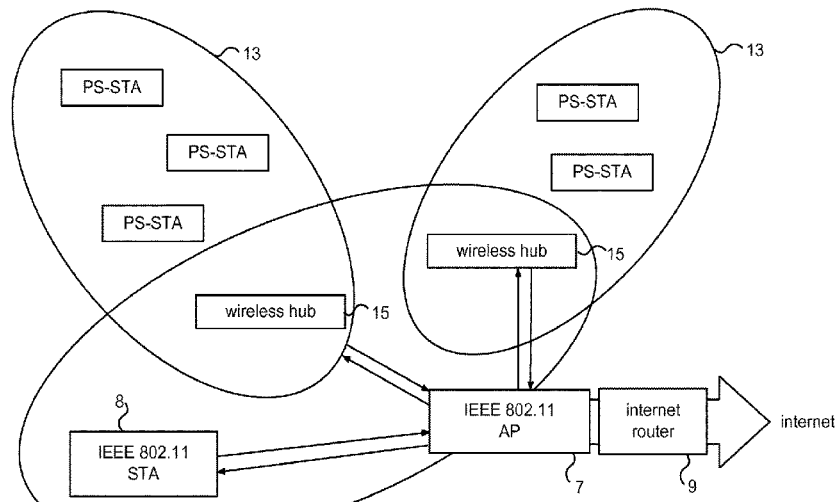 13
13
PS-STA
PS-STA
PS-STA
PS-STA
PS-STA
wireless hub
15
wireless hub
15
8
IEEE 802.11
STA
IEEE 802.11
AP
internet
router
internet
7
9